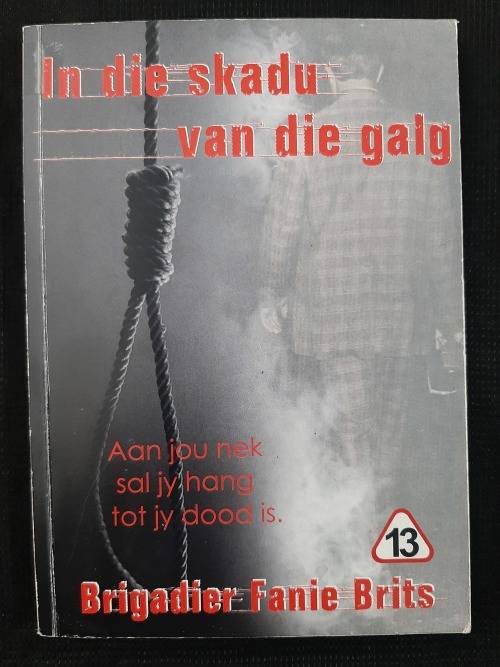 In die skadu
van die galg
Aan jou nek
sal jy hang
tot jy dood is.
13
Brigadier Fanie Brits